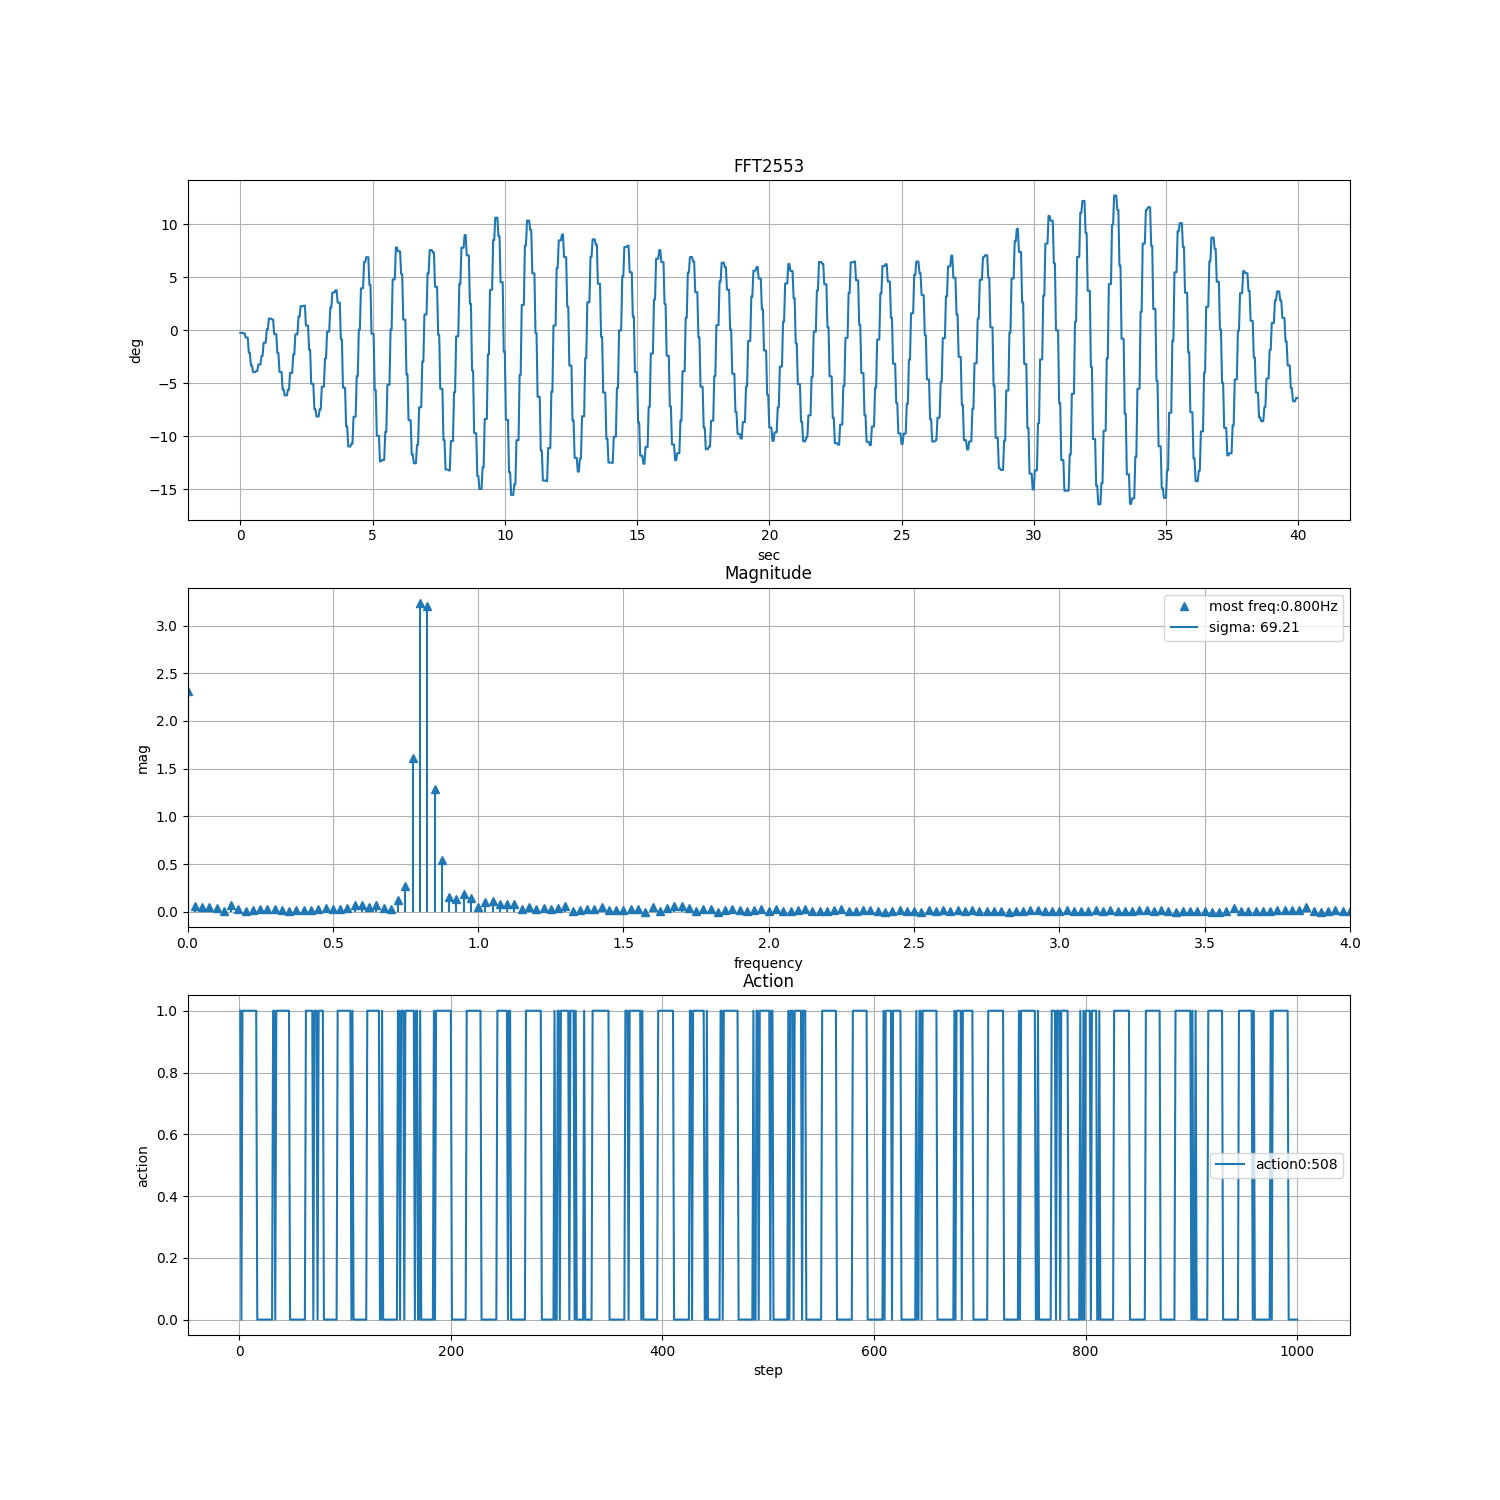 FFT2553
10
5
0
−5
−10
−15
deg
0 5 10 15 20 25 30 35 40
sec
Magnitude
3.0
2.5
2.0
1.5
1.0
0.5
0.0
mag
most freq:0.800Hz
sigma: 69.21
0.0 0.5 1.0 1.5 2.0 2.5 3.0 3.5 4.0
frequency
Action
1.0
0.8
0.6
0.4
0.2
0.0
action
action0:508
0 200 400 600 800 1000
step